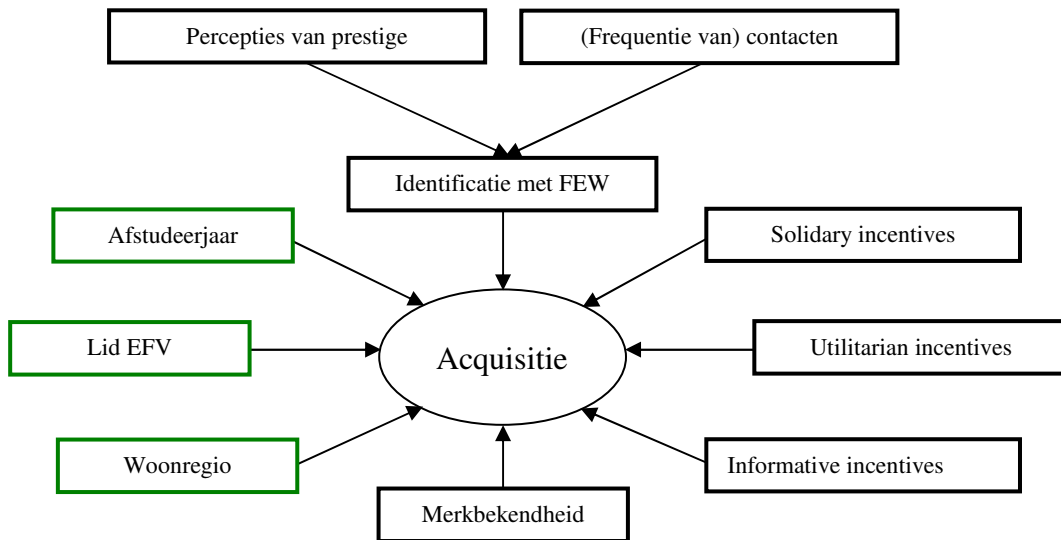 Percepties van prestige
(Frequentie van) contacten
Identificatie met FEW
Afstudeerjaar
Solidary incentives
Lid EFV
Acquisitie
Utilitarian incentives
Woonregio
Informative incentives
Merkbekendheid